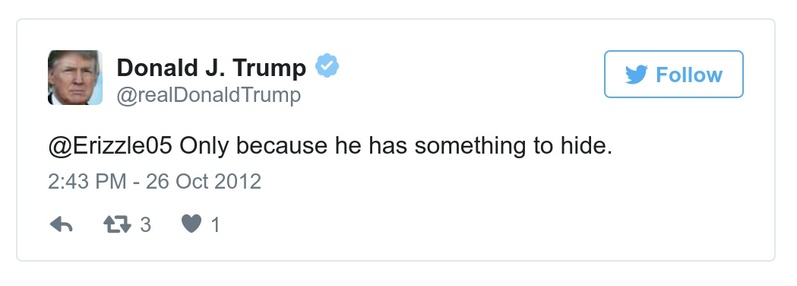 Donald J. Trump
@realDonaldTrump
Follow
@Erizzle05 Only because he has something to hide.
2:43 PM - 26 Oct 2012
3 1